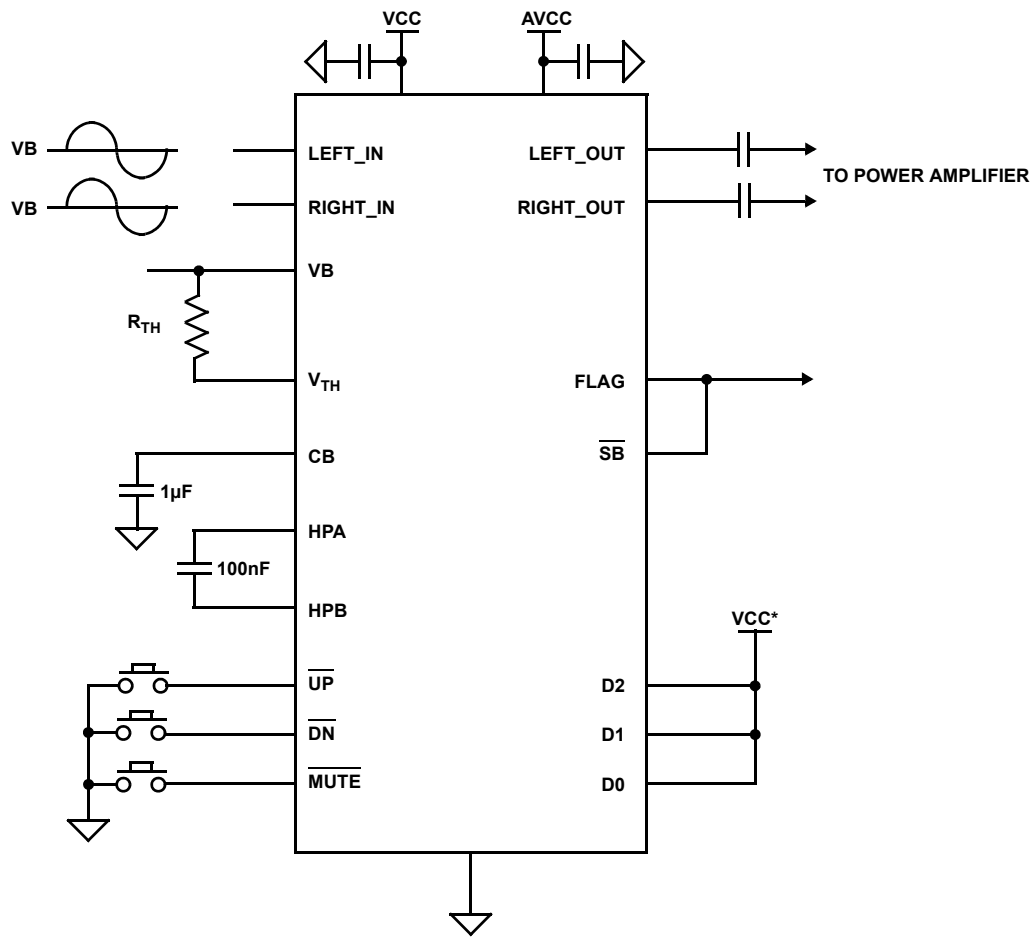 VCC AVCC
VB LEFT_IN LEFT_OUT
TO POWER AMPLIFIER
VB RIGHT_IN RIGHT_OUT
VB
RTH
VTH FLAG
CB SB
1µF
HPA
100nF
HPB
VCC*
UP D2
DN D1
MUTE D0